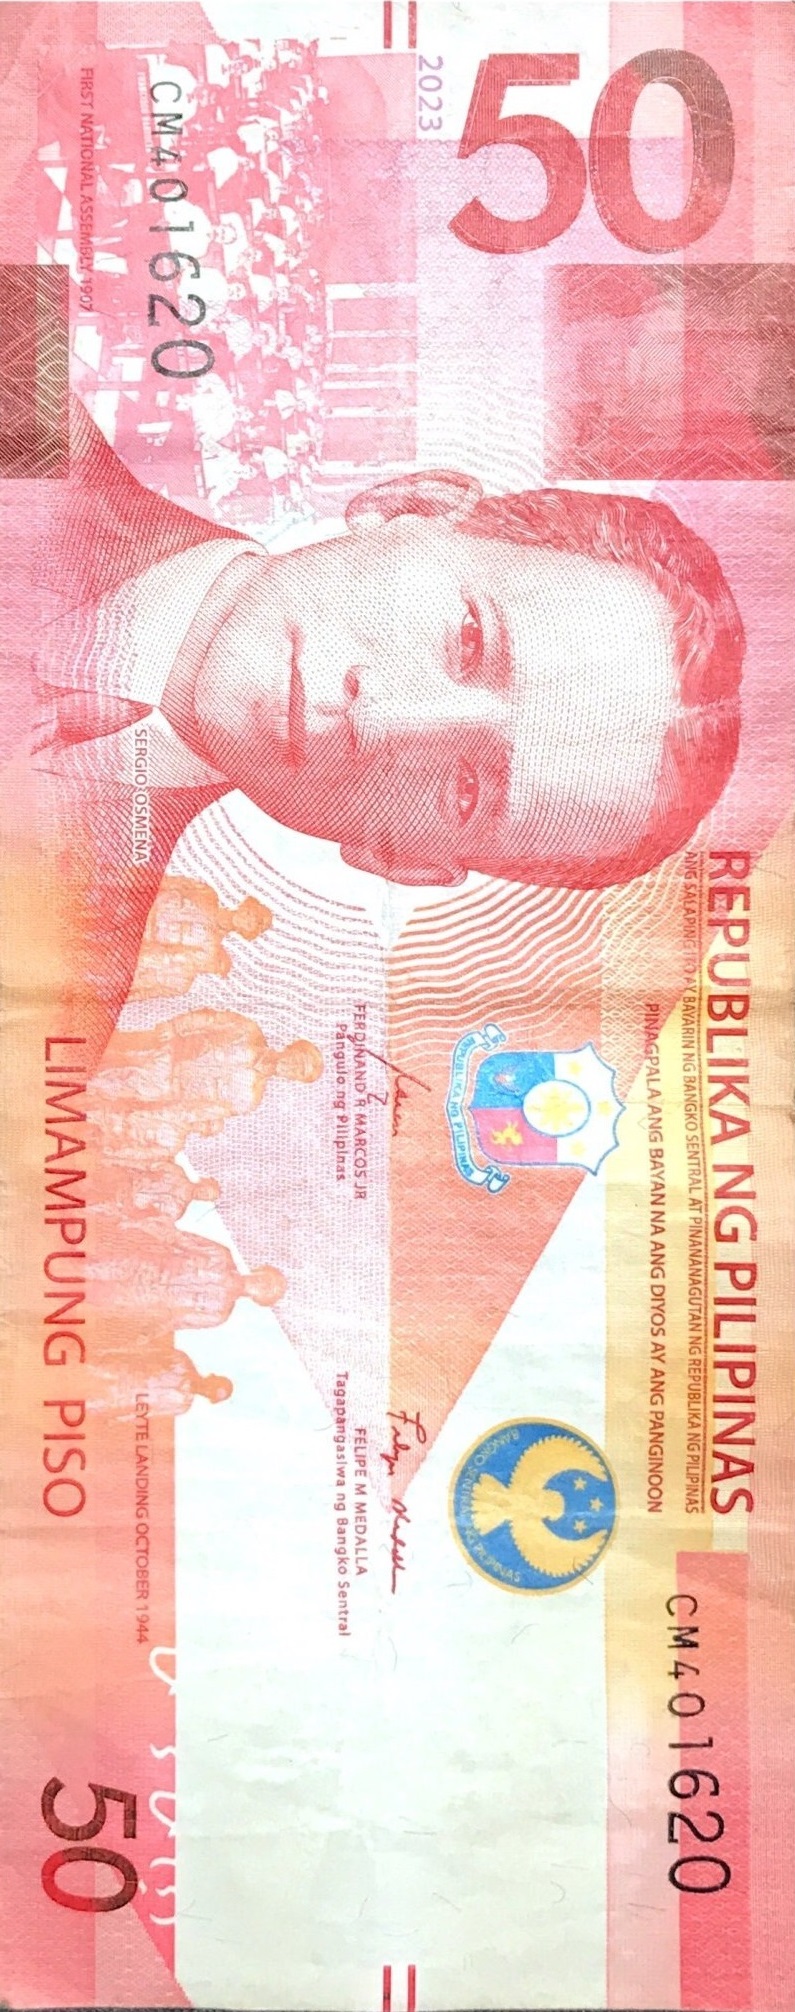 50
2023
REPUBLIKA NG PILIPINAS
ANG SALAPING ITO AY BAYARIN NG BANGKO SENTRAL AT PINANANAGUTAN NG REPUBLIKA NG PILIPINAS
PINAGPALA ANG BAYAN NA ANG DIYOS AY ANG PANGINOON
CM401620
REPUBLIKA NG PILIPINAS
BANGKO SENTRAL NG PILIPINAS
FERDINAND R MARCOS JR
Pangulo ng Pilipinas
FELIPE M MEDALLA
Tagapangasiwa ng Bangko Sentral
CM401620
FIRST NATIONAL ASSEMBLY 1907
SERGIO OSMEÑA
LEYTE LANDING OCTOBER 1944
LIMAMPUNG PISO
50